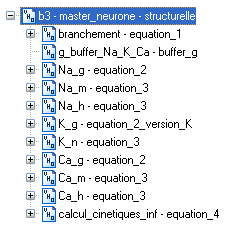 b3 - master_neurone - structurelle
branchement - equation_1
g_buffer_Na_K_Ca - buffer_g
Na_g - equation_2
Na_m - equation_3
Na_h - equation_3
K_g - equation_2_version_K
K_n - equation_3
Ca_g - equation_2
Ca_m - equation_3
Ca_h - equation_3
calcul_cinetiques_inf - equation_4